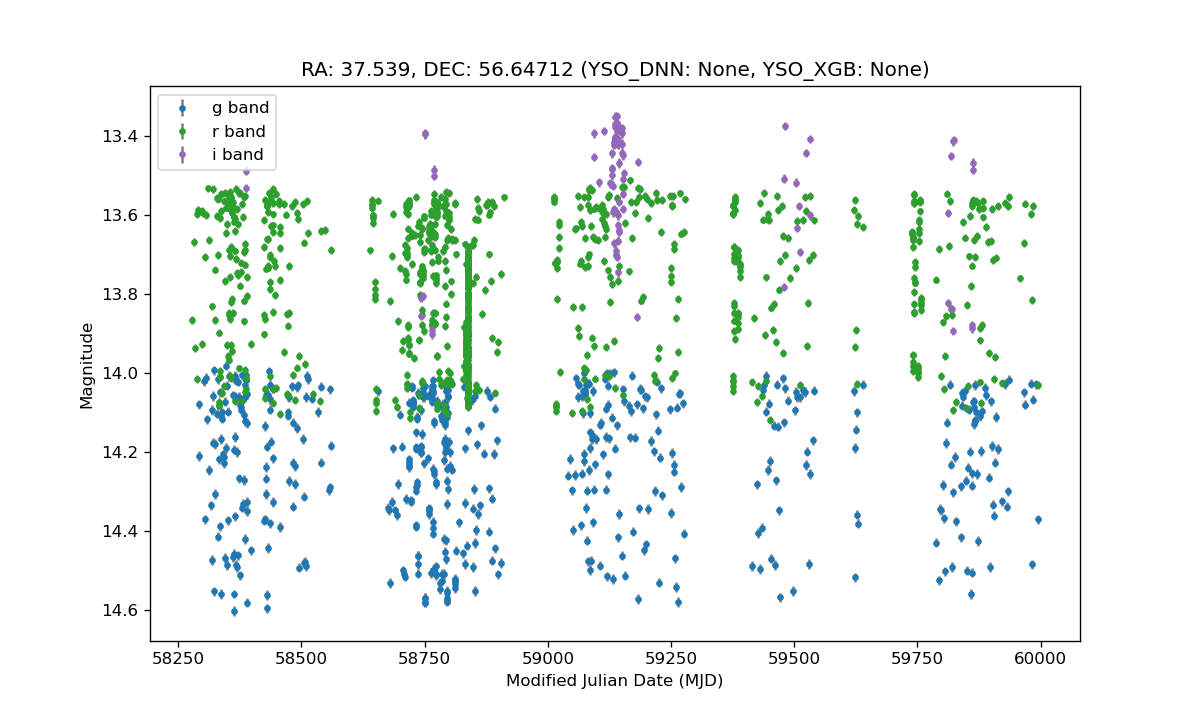 RA: 37.539, DEC: 56.64712 (YSO_DNN: None, YSO_XGB: None)
g band
r band
i band
13.4
13.6
13.8
14.0
14.2
14.4
14.6
Magnitude
58250
58500
58750
59000
59250
59500
59750
60000
Modified Julian Date (MJD)